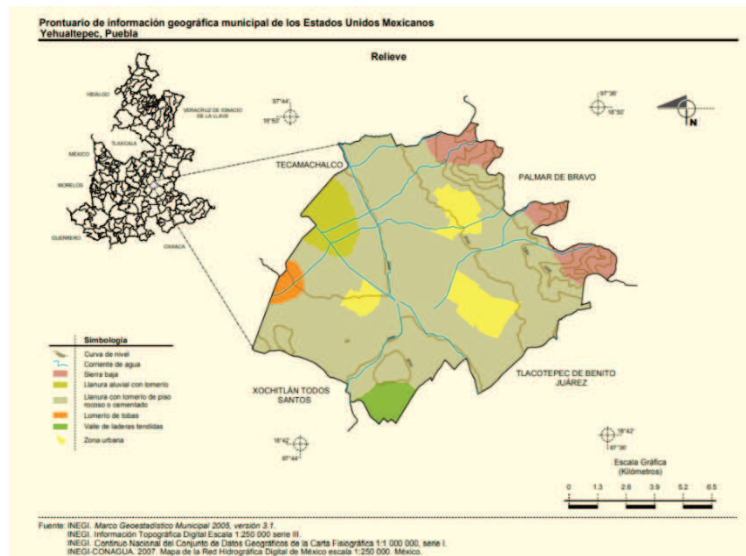 Prontuario de información geográfica municipal de los Estados Unidos Mexicanos
Yehualtepec, Puebla
Relieve
HIDALGO
VERACRUZ DE IGNACIO
DE LA LLAVE
TLAXCALA
MÉXICO
MORELOS
GUERRERO
OAXACA
97°44'
18°50'
97°36'
18°50'
N
TECAMACHALCO
PALMAR DE BRAVO
XOCHITLÁN TODOS
SANTOS
TLACOTEPEC DE BENITO
JUÁREZ
Simbología
Curva de nivel
Corriente de agua
Sierra baja
Llanura aluvial con lomerío
Llanura con lomerío de piso
rocoso o cementado
Lomerío de tobas
Valle de laderas tendidas
Zona urbana
18°42'
97°44'
18°42'
97°36'
Escala Gráfica
(Kilómetros)
0 1.3 2.6 3.9 5.2 6.5
Fuente: INEGI. Marco Geoestadístico Municipal 2005, versión 3.1.
INEGI. Información Topográfica Digital Escala 1:250 000 serie III.
INEGI. Continuo Nacional del Conjunto de Datos Geográficos de la Carta Fisiográfica 1:1 000 000, serie I.
INEGI-CONAGUA. 2007. Mapa de la Red Hidrográfica Digital de México escala 1:250 000. México.